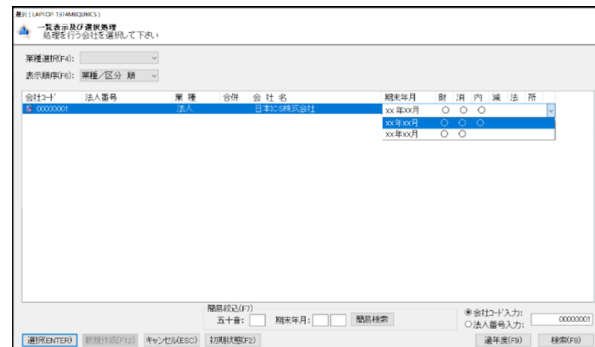 選択 [ LAPTOP-13I4MBQURCS ]
一覧表示及び選択処理
処理を行う会社を選択して下さい
業種選択(F4):
表示順序(F6): 業種／区分 順
会社ｺｰﾄﾞ 法人番号 業 種 合併 会 社 名 期末年月 財 消 内 減 法 所
00000001 法人 日本ICS株式会社 xx年xx月 ○ ○ ○
xx年xx月 ○ ○ ○
xx年xx月 ○ ○
簡易絞込(F7)
五十音: 期末年月: 簡易検索
会社ｺｰﾄﾞ入力: 00000001
法人番号入力:
選択(ENTER) 新規作成(F12) キャンセル(ESC) 初期状態(F2) 過年度(F9) 検索(F8)